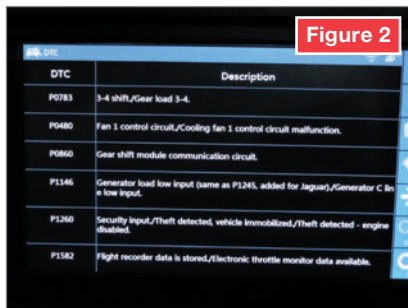 Figure 2
DTC
DTC Description
P0783 3-4 shift./Gear load 3-4.
P0480 Fan 1 control circuit./Cooling fan 1 control circuit malfunction.
P0860 Gear shift module communication circuit.
P1146 Generator load low input (same as P1245, added for Jaguar)./Generator C lin
e low input.
P1260 Security input./Theft detected, vehicle immobilized./Theft detected - engine
disabled.
P1582 Flight recorder data is stored./Electronic throttle monitor data available.